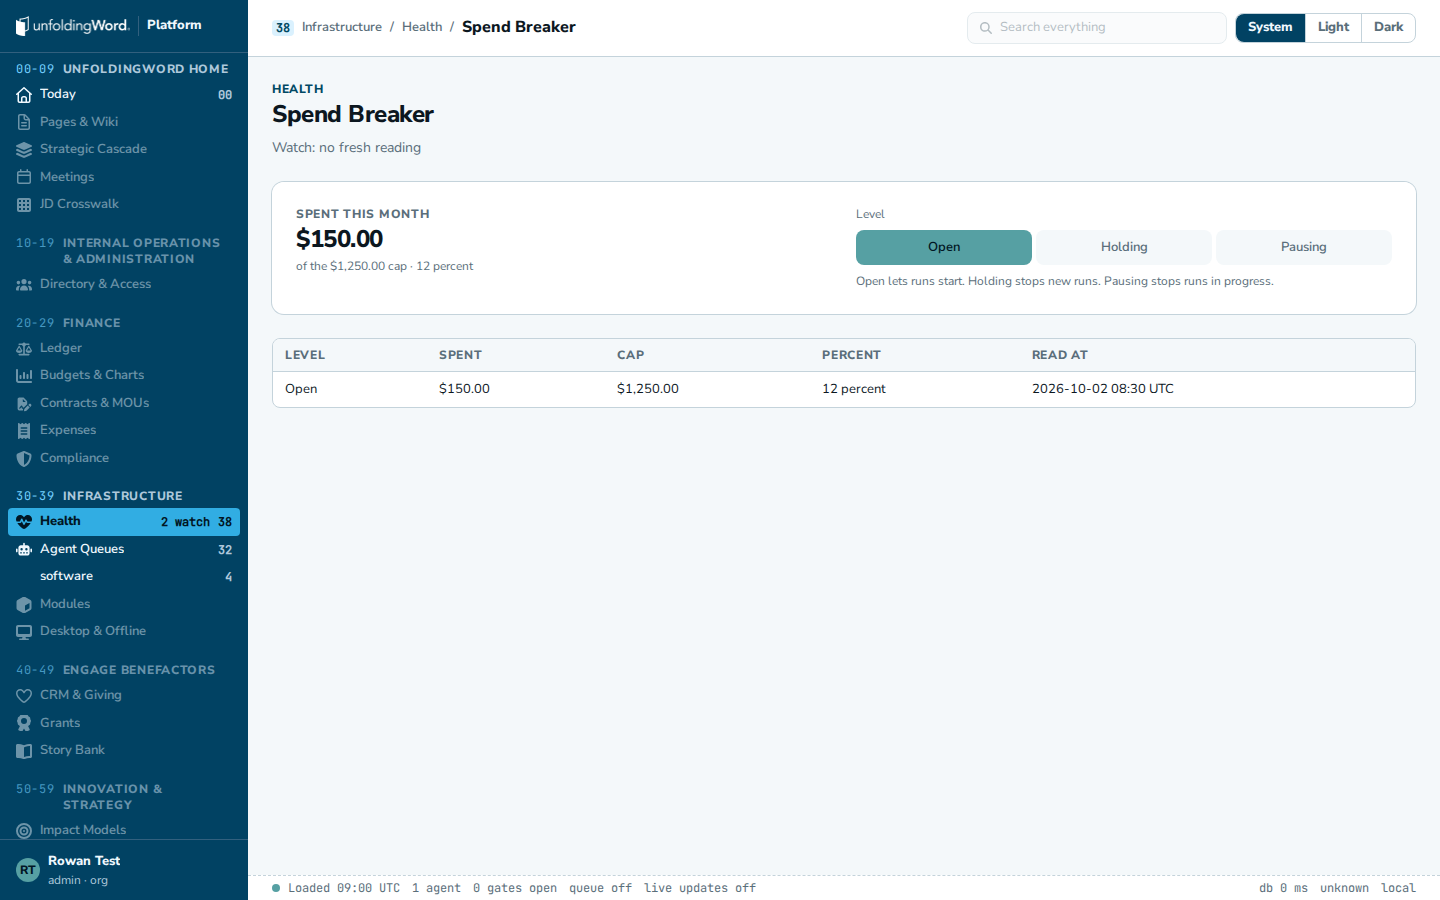 unfoldingWord Platform
00-09 UNFOLDINGWORD HOME
Today 00
Pages & Wiki
Strategic Cascade
Meetings
JD Crosswalk
10-19 INTERNAL OPERATIONS
& ADMINISTRATION
Directory & Access
20-29 FINANCE
Ledger
Budgets & Charts
Contracts & MOUs
Expenses
Compliance
30-39 INFRASTRUCTURE
Health 2 watch 38
Agent Queues 32
software 4
Modules
Desktop & Offline
40-49 ENGAGE BENEFACTORS
CRM & Giving
Grants
Story Bank
50-59 INNOVATION &
STRATEGY
Impact Models
RT Rowan Test
admin · org
38 Infrastructure / Health / Spend Breaker
Search everything
System Light Dark
HEALTH
Spend Breaker
Watch: no fresh reading
SPENT THIS MONTH
$150.00
of the $1,250.00 cap · 12 percent
Level
Open Holding Pausing
Open lets runs start. Holding stops new runs. Pausing stops runs in progress.
LEVEL SPENT CAP PERCENT READ AT
Open $150.00 $1,250.00 12 percent 2026-10-02 08:30 UTC
Loaded 09:00 UTC 1 agent 0 gates open queue off live updates off
db 0 ms unknown local